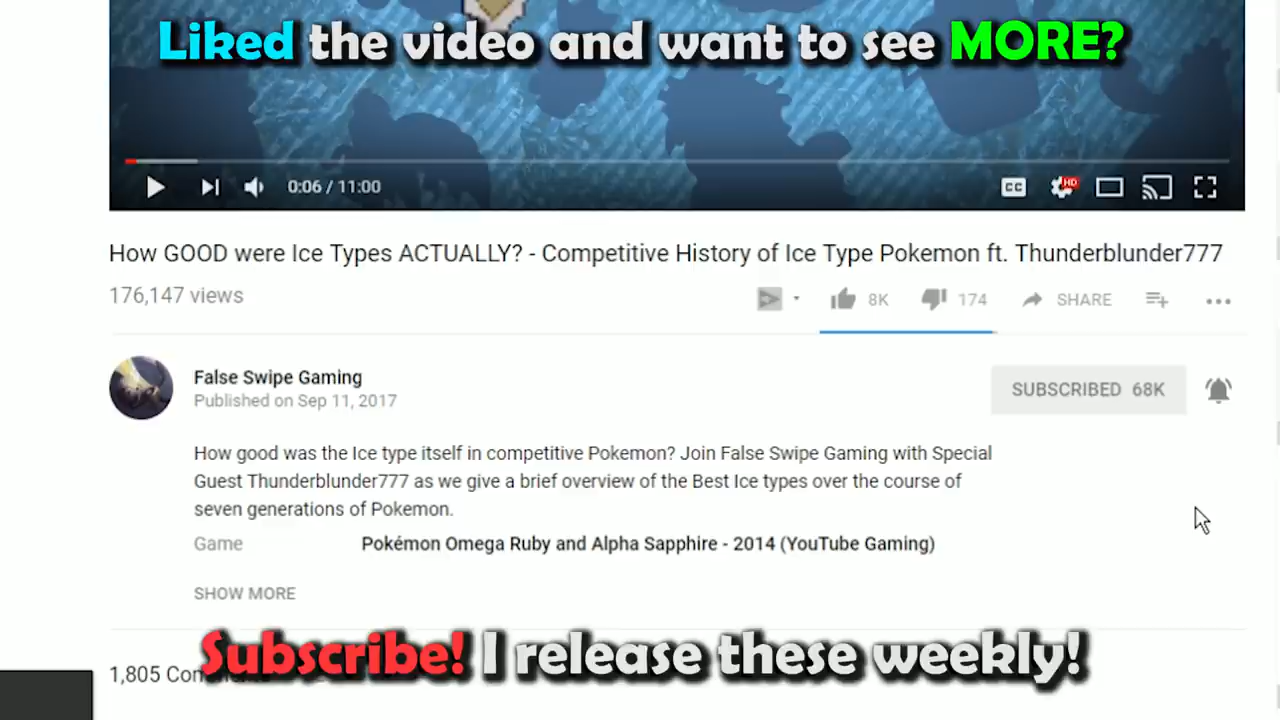 Liked the video and want to see MORE?
0:06 / 11:00
CC
HD
How GOOD were Ice Types ACTUALLY? - Competitive History of Ice Type Pokemon ft. Thunderblunder777
176,147 views
8K
174
SHARE
False Swipe Gaming
Published on Sep 11, 2017
SUBSCRIBED 68K
How good was the Ice type itself in competitive Pokemon? Join False Swipe Gaming with Special
Guest Thunderblunder777 as we give a brief overview of the Best Ice types over the course of
seven generations of Pokemon.
Game
Pokémon Omega Ruby and Alpha Sapphire - 2014 (YouTube Gaming)
SHOW MORE
Subscribe! I release these weekly!
1,805